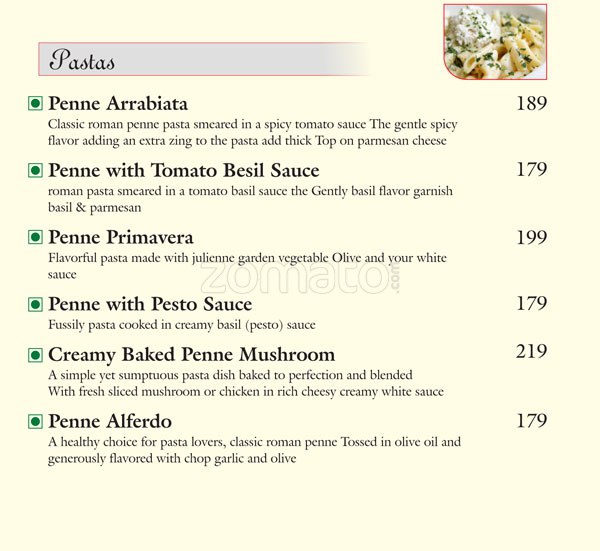 Pastas
Penne Arrabiata 189
Classic roman penne pasta smeared in a spicy tomato sauce The gentle spicy
flavor adding an extra zing to the pasta add thick Top on parmesan cheese
Penne with Tomato Besil Sauce 179
roman pasta smeared in a tomato basil sauce the Gently basil flavor garnish
basil & parmesan
Penne Primavera 199
Flavorful pasta made with julienne garden vegetable Olive and your white
sauce
zomato.com
Penne with Pesto Sauce 179
Fussily pasta cooked in creamy basil (pesto) sauce
Creamy Baked Penne Mushroom 219
A simple yet sumptuous pasta dish baked to perfection and blended
With fresh sliced mushroom or chicken in rich cheesy creamy white sauce
Penne Alferdo 179
A healthy choice for pasta lovers, classic roman penne Tossed in olive oil and
generously flavored with chop garlic and olive